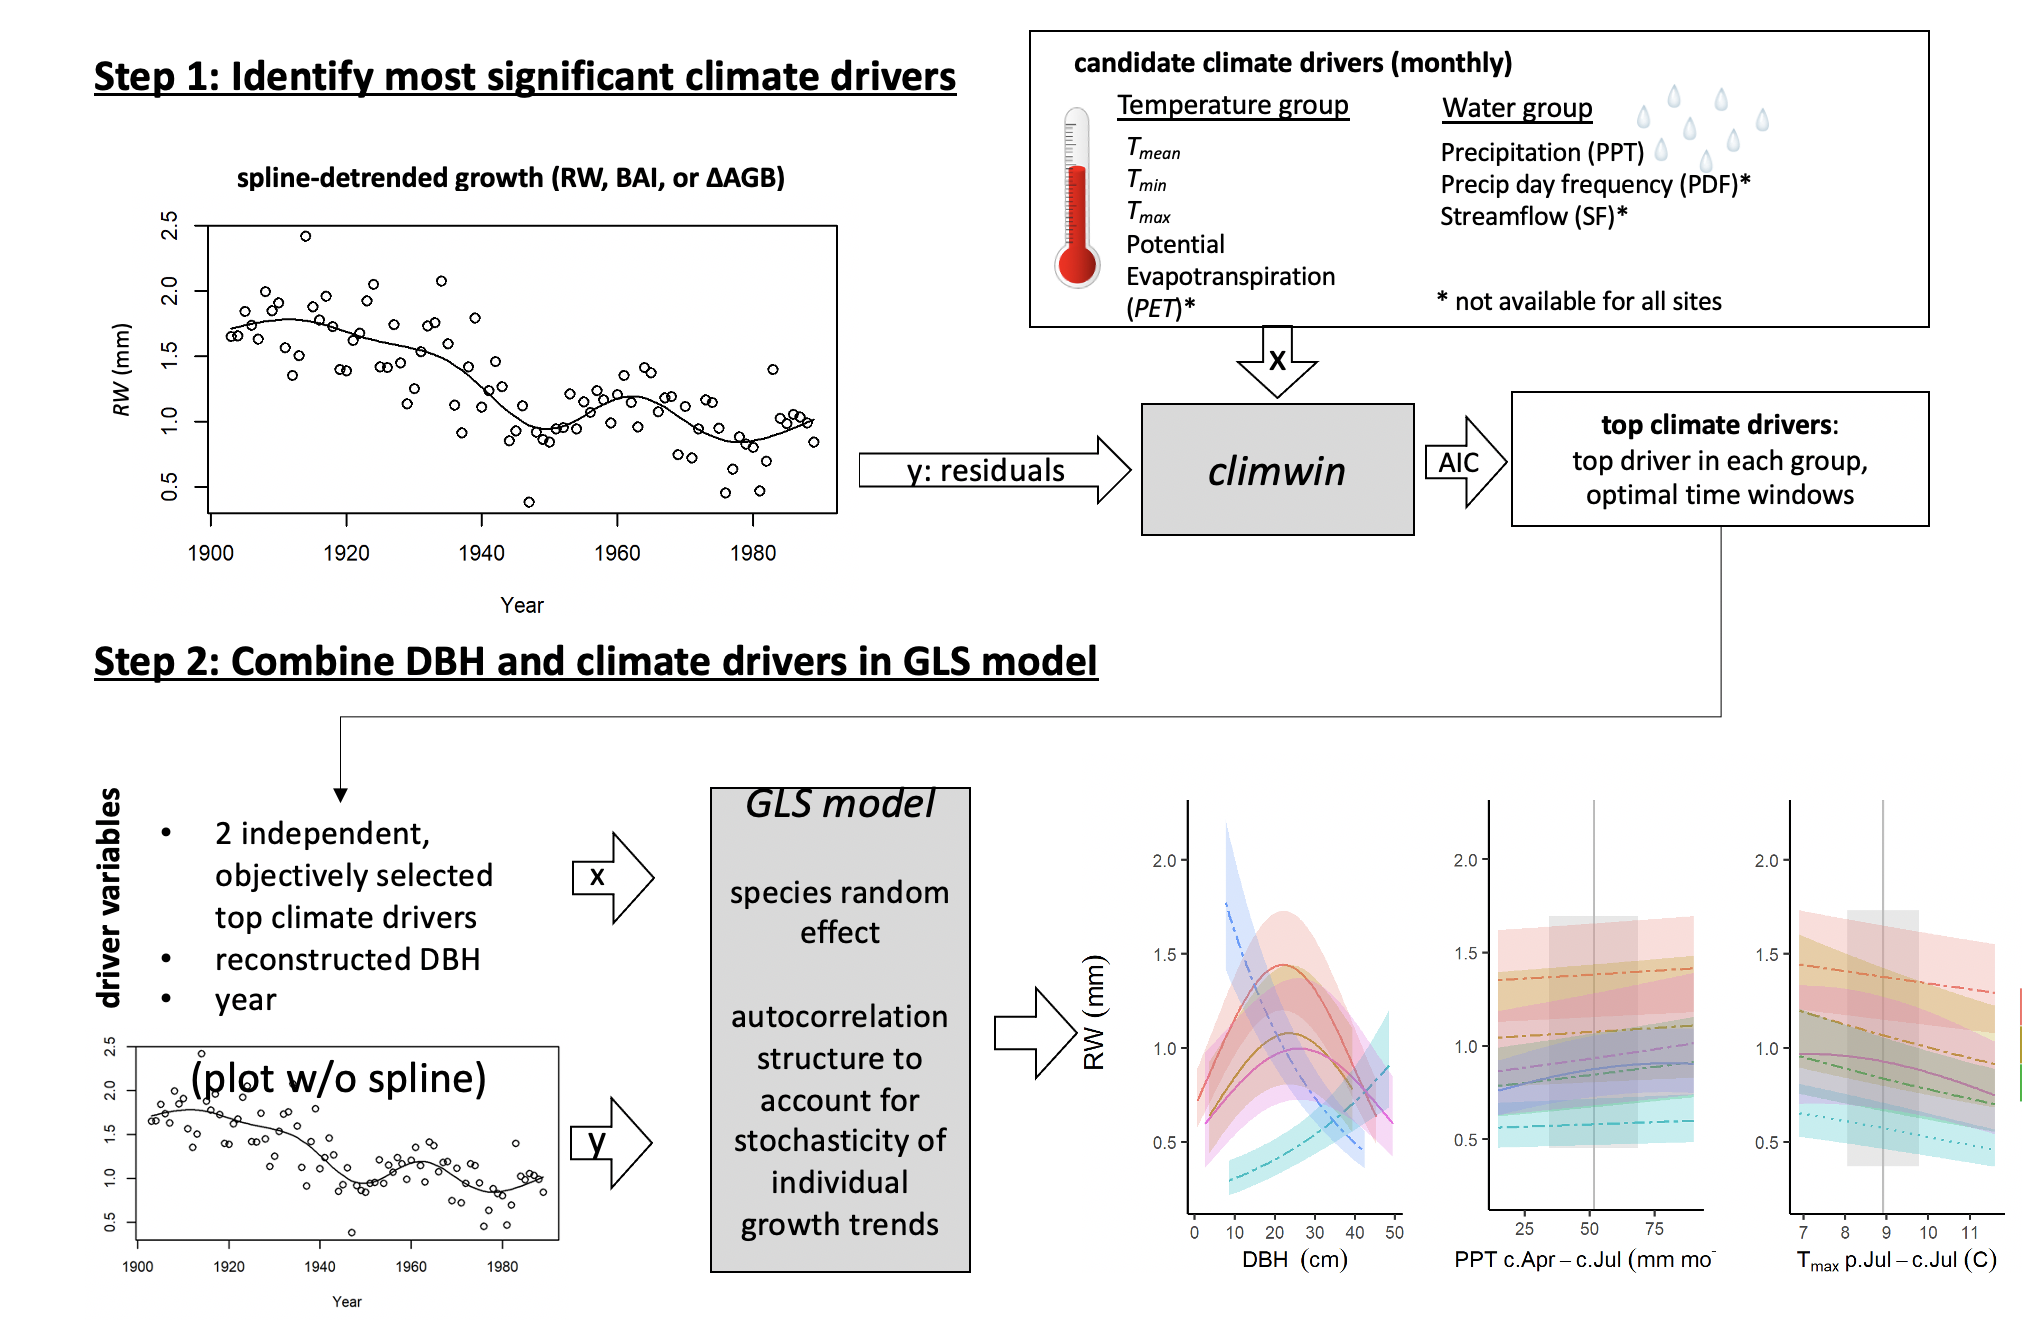 Step 1: Identify most significant climate drivers
candidate climate drivers (monthly)
Temperature group
Tmean
Tmin
Tmax
Potential
Evapotranspiration
(PET)*
Water group
Precipitation (PPT)
Precip day frequency (PDF)*
Streamflow (SF)*
* not available for all sites
spline-detrended growth (RW, BAI, or ΔAGB)
RW (mm)
2.5
2.0
1.5
1.0
0.5
1900 1920 1940 1960 1980
Year
X
y: residuals
climwin
AIC
top climate drivers:
top driver in each group,
optimal time windows
Step 2: Combine DBH and climate drivers in GLS model
driver variables
• 2 independent,
objectively selected
top climate drivers
• reconstructed DBH
• year
x
(plot w/o spline)
2.5
2.0
1.5
1.0
0.5
1900 1920 1940 1960 1980
Year
y
GLS model
species random
effect
autocorrelation
structure to
account for
stochasticity of
individual
growth trends
RW (mm)
2.0
1.5
1.0
0.5
0 10 20 30 40 50
DBH (cm)
2.0
1.5
1.0
0.5
25 50 75
PPT c.Apr – c.Jul (mm mo
2.0
1.5
1.0
0.5
7 8 9 10 11
Tmax p.Jul – c.Jul (C)